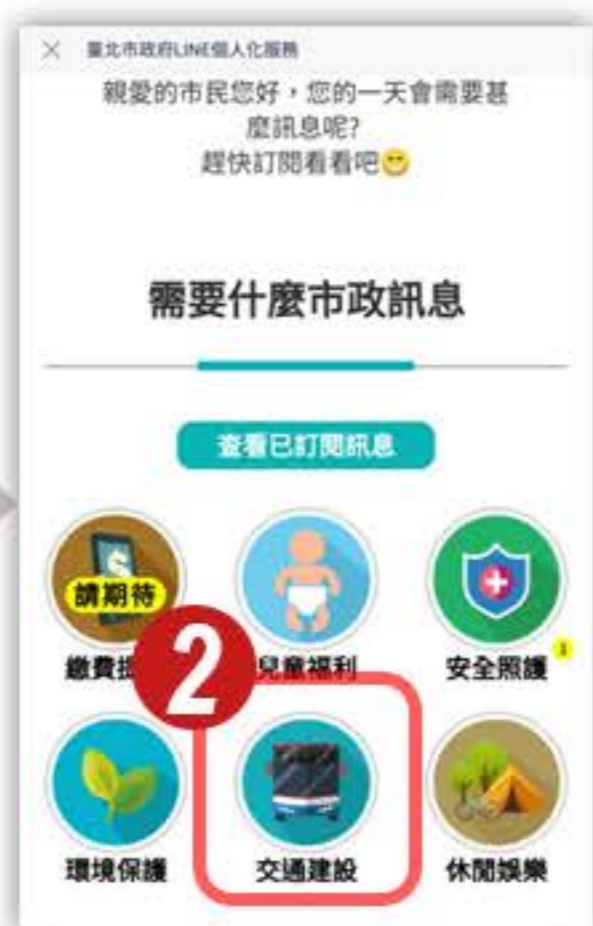 臺北市政府LINE個人化服務
親愛的市民您好，您的一天會需要甚
麼訊息呢?
趕快訂閱看看吧😁
需要什麼市政訊息
查看已訂閱訊息
請期待
繳費 兒童福利 安全照護 1
2
環境保護 交通建設 休閒娛樂